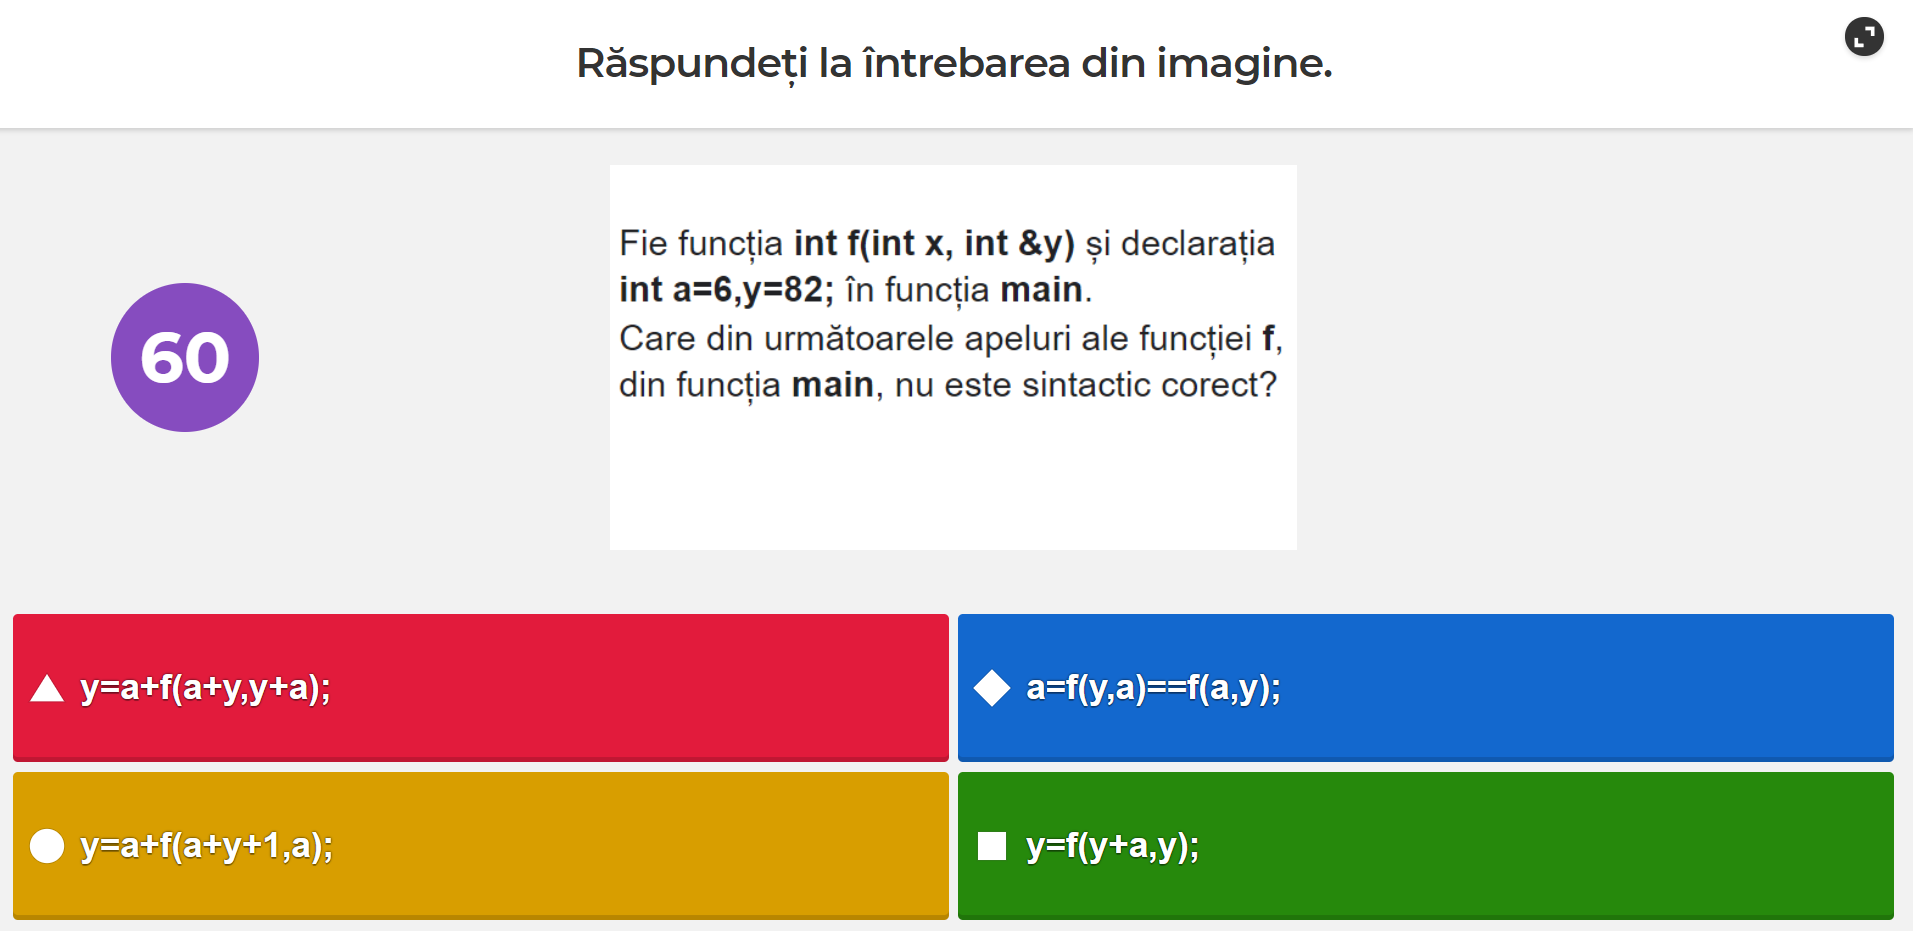 Răspundeți la întrebarea din imagine.
Fie funcția int f(int x, int &y) și declarația
int a=6,y=82; în funcția main.
Care din următoarele apeluri ale funcției f,
din funcția main, nu este sintactic corect?
60
y=a+f(a+y,y+a);
a=f(y,a)==f(a,y);
y=a+f(a+y+1,a);
y=f(y+a,y);